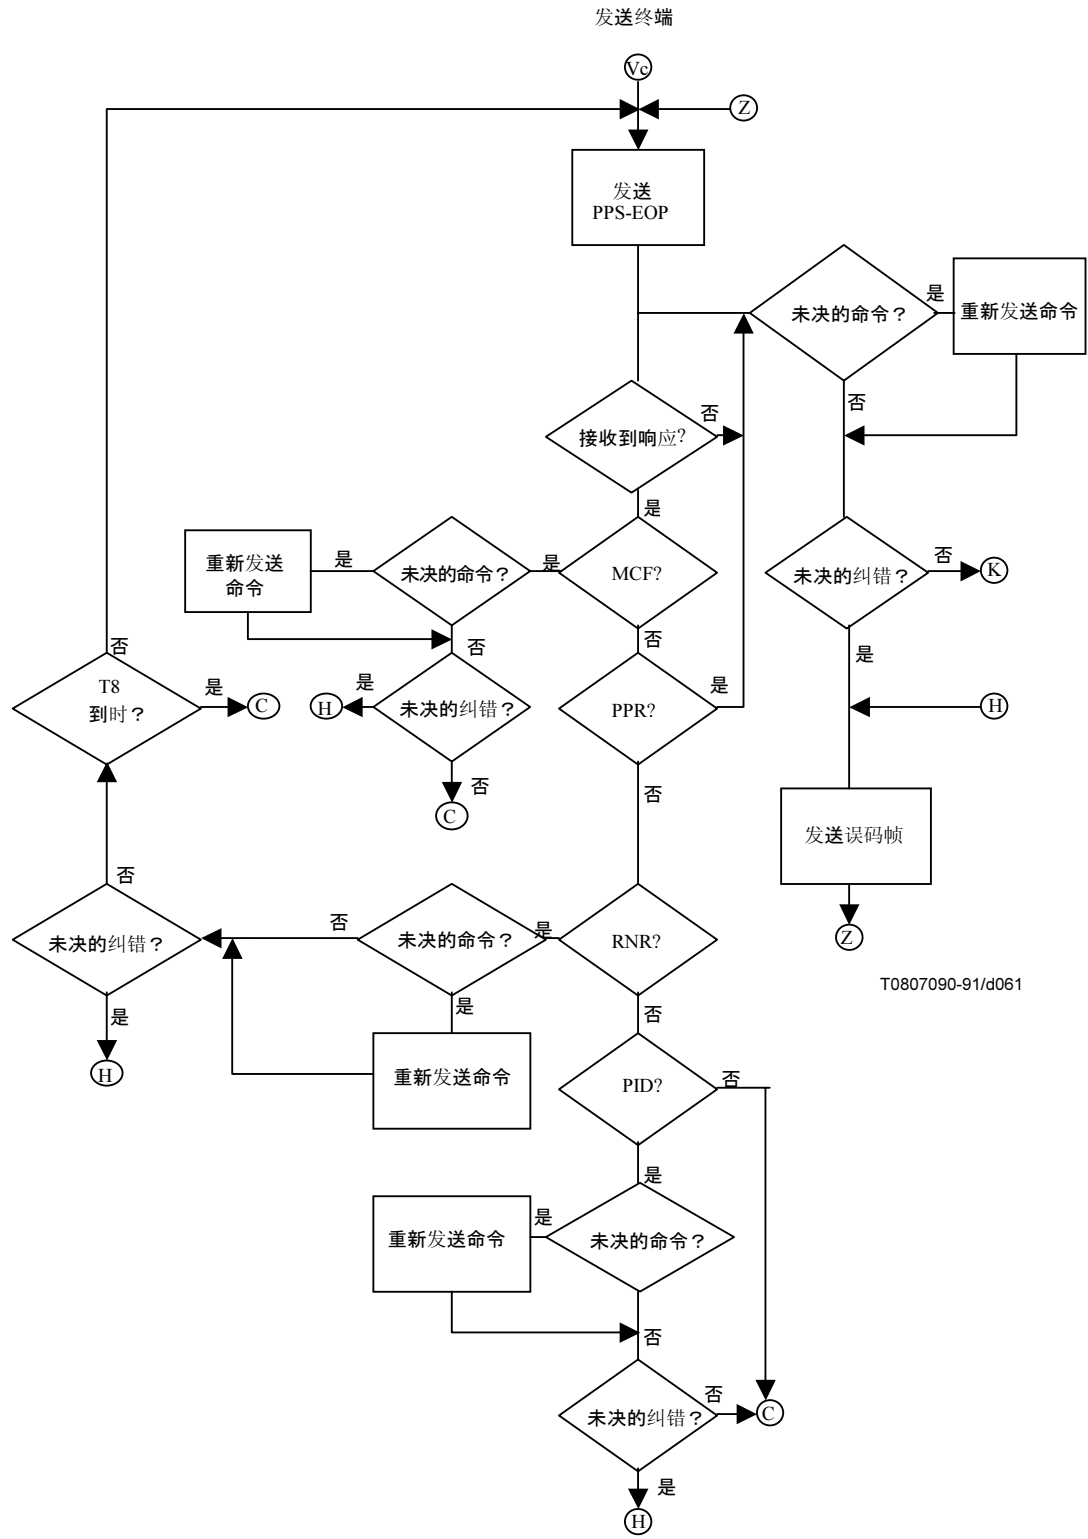 发送终端
Vc
Z
发送
PPS-EOP
未决的命令？
是
重新发送命令
否
接收到响应？
否
是
重新发送
命令
是
未决的命令？
是
MCF?
未决的纠错？
否
K
否
否
是
否
T8
到时？
是
C
H
是
未决的纠错？
PPR?
是
H
否
C
否
发送误码帧
否
未决的纠错？
否
未决的命令？
是
RNR?
Z
T0807090-91/d061
是
H
是
重新发送命令
否
PID?
否
是
重新发送命令
是
未决的命令？
否
未决的纠错？
否
C
是
H